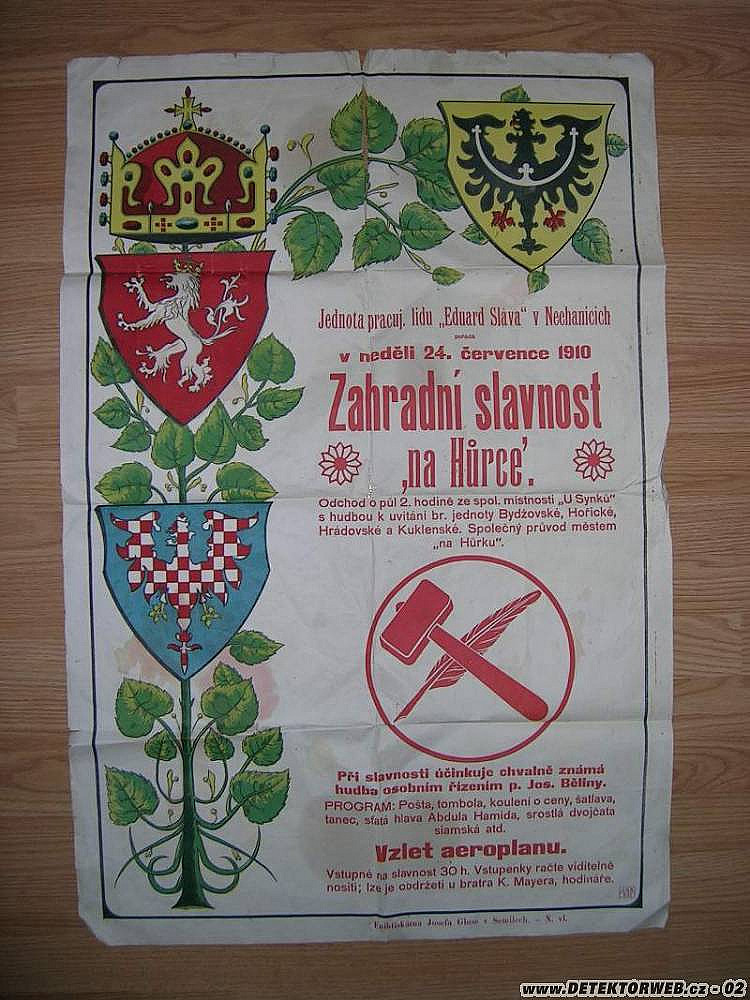 Jednota pracuj. lidu „Eduard Sláva“ v Nechanicích
pořádá
v neděli 24. července 1910
Zahradní slavnost
‚na Hůrce‘.
Odchod o půl 2. hodině ze spol. místnosti „U Synků“
s hudbou k uvítání br. jednoty Bydžovské, Hořické,
Hrádovské a Kuklenské. Společný průvod městem
„na Hůrku“.
Při slavnosti účinkuje chvalně známá
hudba osobním řízením p. Jos. Běliny.
PROGRAM: Pošta, tombola, koulení o ceny, šatlava,
tanec, sťatá hlava Abdula Hamida, srostlá dvojčata
siamská atd.
Vzlet aeroplanu.
Vstupné na slavnost 30 h. Vstupenky račte viditelně
nositi; lze je obdržeti u bratra K. Mayera, hodináře.
Knihtiskárna Josefa Glose v Semilech. – N. vl.
www.DETEKTORWEB.cz - 02